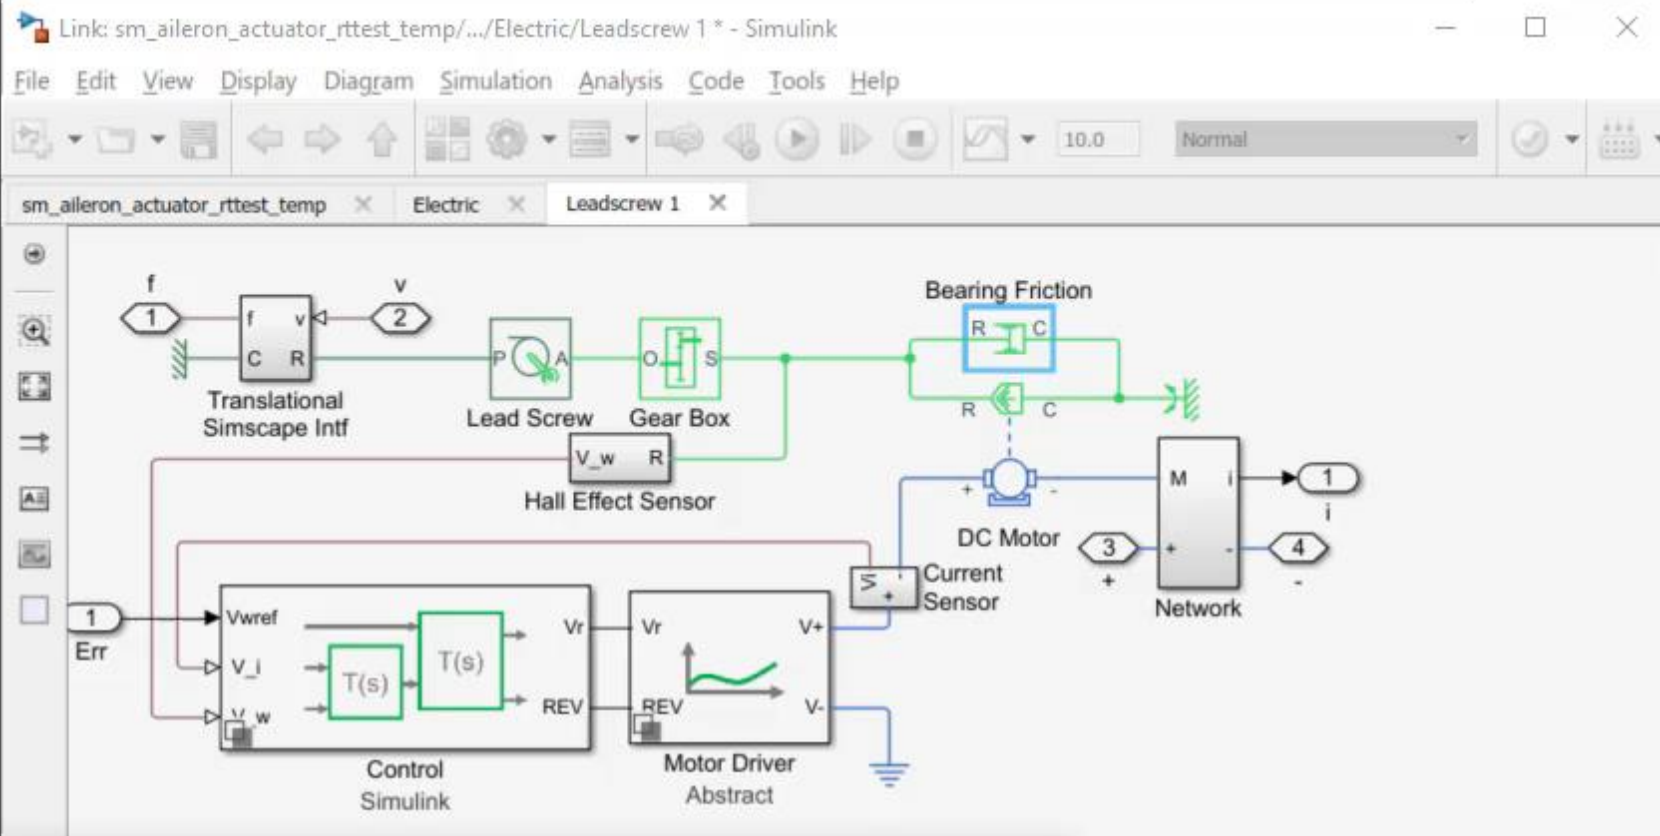 Link: sm_aileron_actuator_rttest_temp/.../Electric/Leadscrew 1 * - Simulink
File Edit View Display Diagram Simulation Analysis Code Tools Help
10.0 Normal
sm_aileron_actuator_rttest_temp Electric Leadscrew 1
f v Bearing Friction
1 f v 2 R C
C R P A O S
Translational
Simscape Intf
Lead Screw Gear Box R C
V_w R
Hall Effect Sensor
+ - M i 1
i
DC Motor
3 + - 4
+ -
Vi - +
Current
Sensor
Network
1 Vwref Vr Vr V+
Err
V_i T(s) T(s)
V_w REV REV V-
Control
Simulink
Motor Driver
Abstract